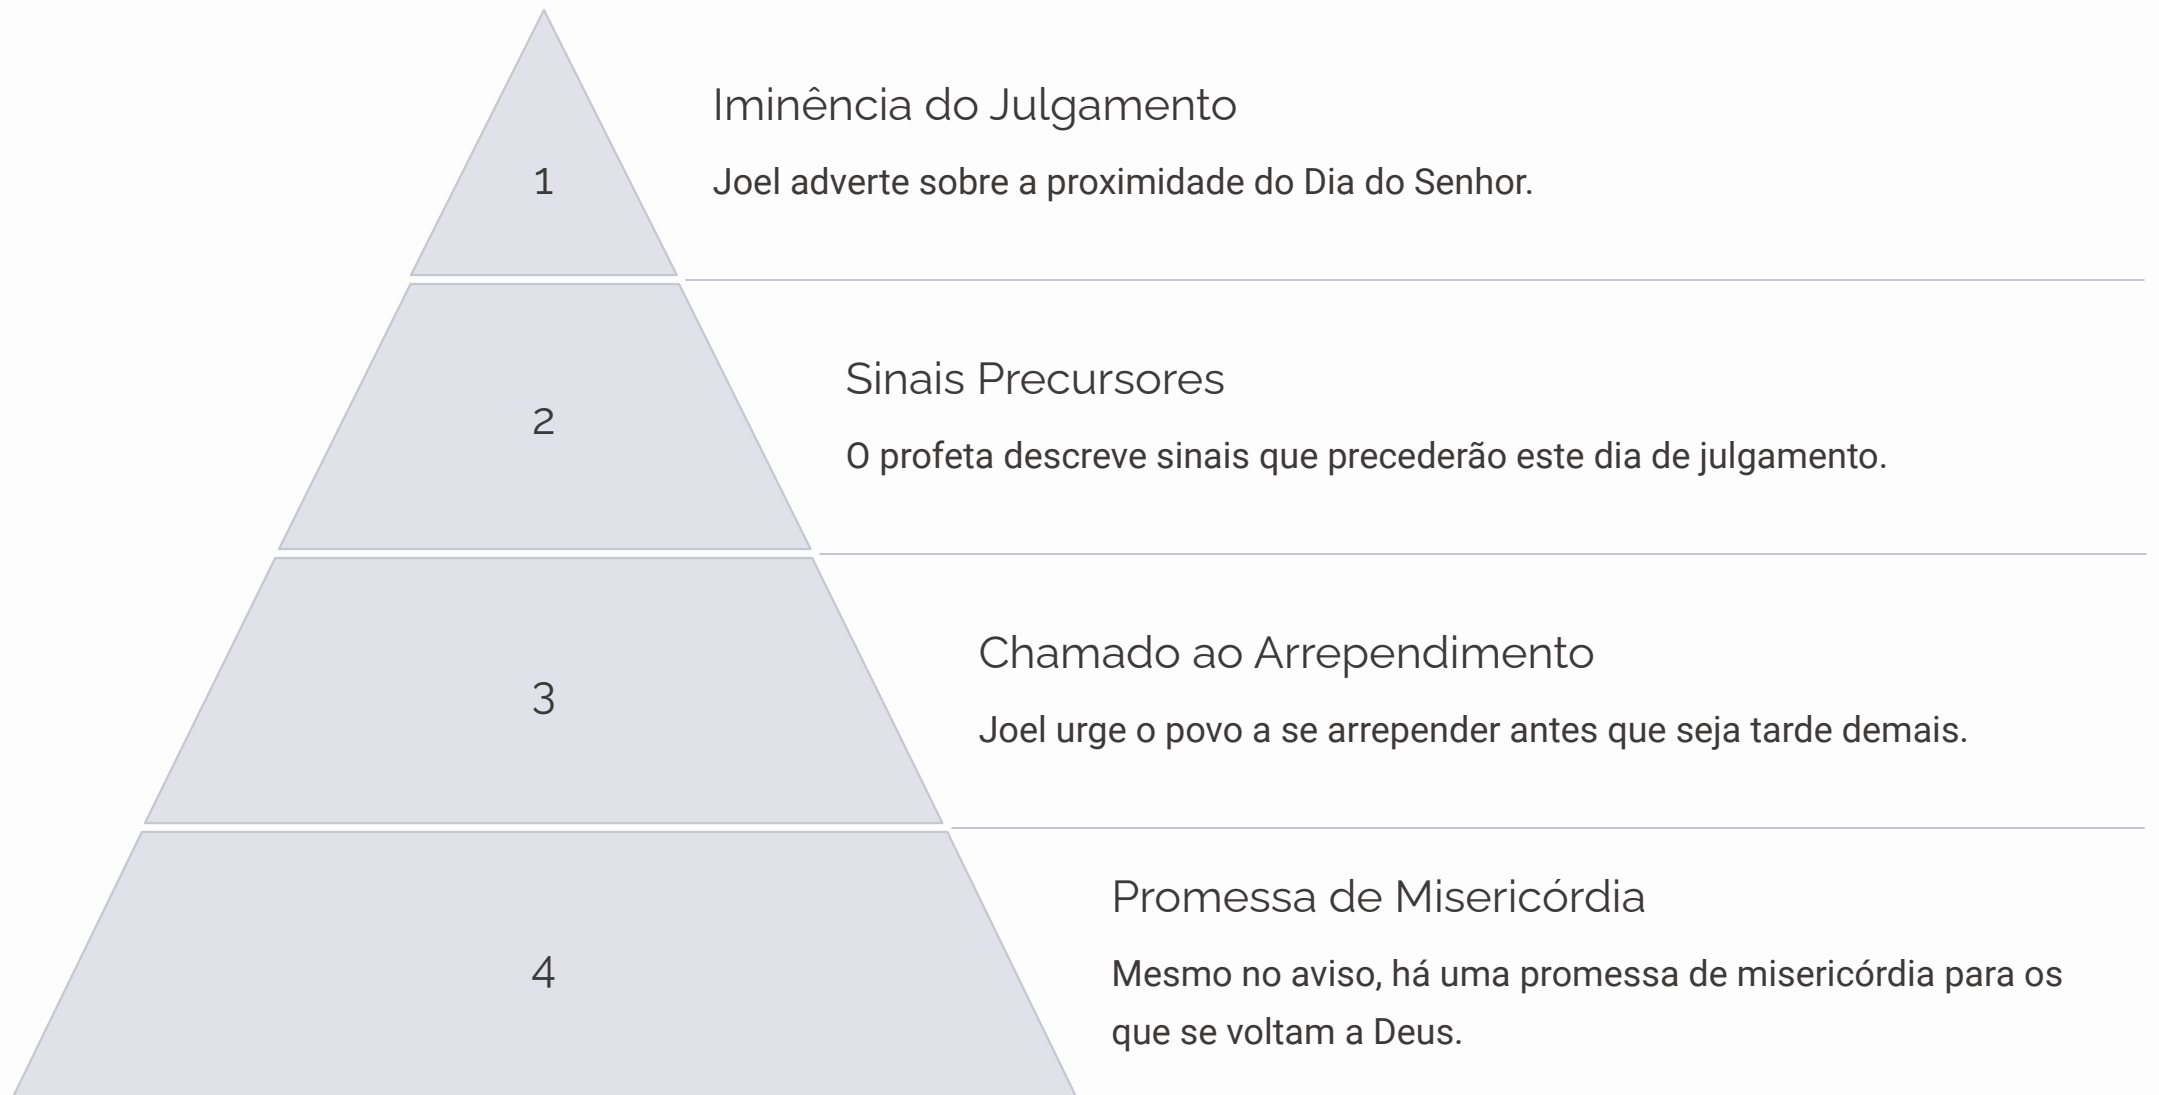 1
Iminência do Julgamento
Joel adverte sobre a proximidade do Dia do Senhor.
2
Sinais Precursores
O profeta descreve sinais que precederão este dia de julgamento.
3
Chamado ao Arrependimento
Joel urge o povo a se arrepender antes que seja tarde demais.
4
Promessa de Misericórdia
Mesmo no aviso, há uma promessa de misericórdia para os
que se voltam a Deus.